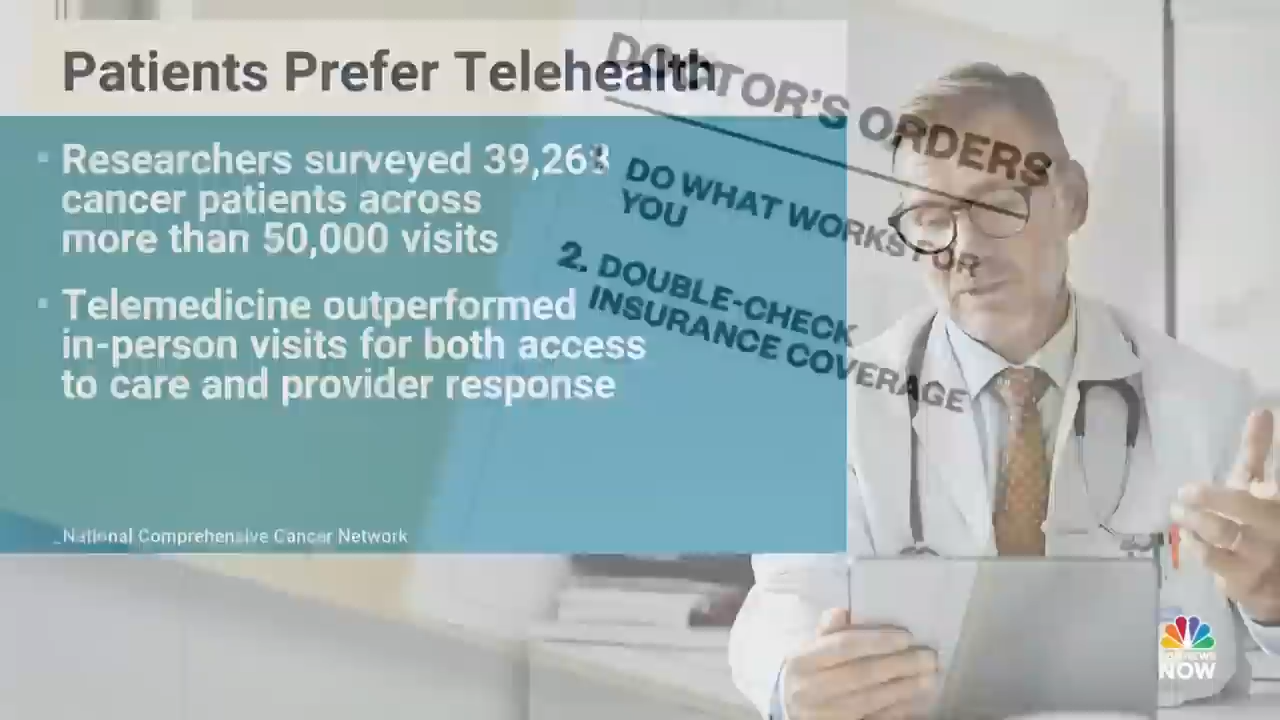 Patients Prefer Telehealth
Researchers surveyed
cancer patients across
more than 50,000 visits
Telemedicine outperformed
in-person visits for both access
to care and provider response
National Comprehensive Cancer Network
DOCTOR'S ORDERS
DO WHAT WORKS FOR
YOU
2. DOUBLE-CHECK
INSURANCE COVERAGE
NEWS
NOW